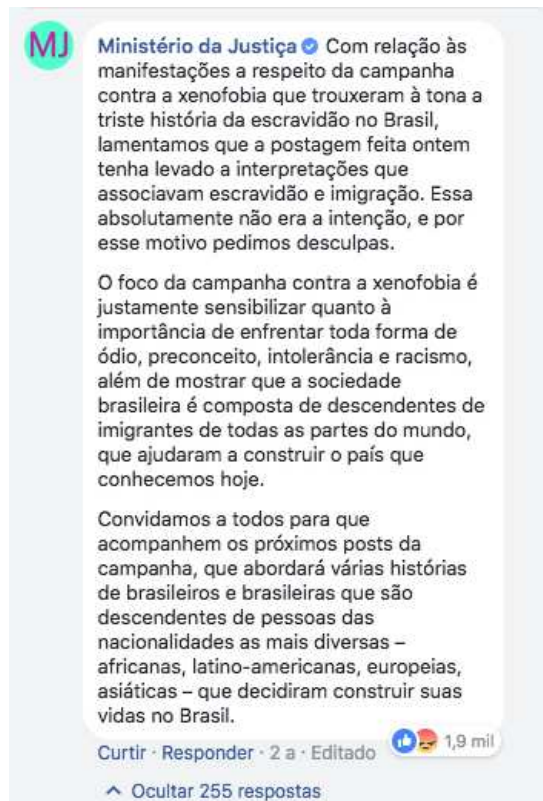 MJ
Ministério da Justiça Com relação às
manifestações a respeito da campanha
contra a xenofobia que trouxeram à tona a
triste história da escravidão no Brasil,
lamentamos que a postagem feita ontem
tenha levado a interpretações que
associavam escravidão e imigração. Essa
absolutamente não era a intenção, e por
esse motivo pedimos desculpas.
O foco da campanha contra a xenofobia é
justamente sensibilizar quanto à
importância de enfrentar toda forma de
ódio, preconceito, intolerância e racismo,
além de mostrar que a sociedade
brasileira é composta de descendentes de
imigrantes de todas as partes do mundo,
que ajudaram a construir o país que
conhecemos hoje.
Convidamos a todos para que
acompanhem os próximos posts da
campanha, que abordará várias histórias
de brasileiros e brasileiras que são
descendentes de pessoas das
nacionalidades as mais diversas –
africanas, latino-americanas, europeias,
asiáticas – que decidiram construir suas
vidas no Brasil.
1,9 mil
Curtir · Responder · 2 a · Editado
Ocultar 255 respostas